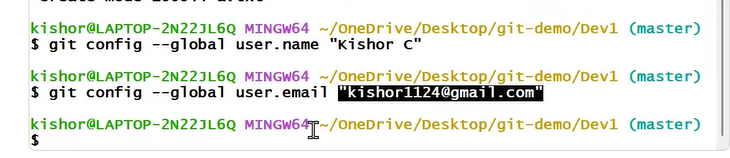 kishor@LAPTOP-2N22JL6Q MINGW64 ~/OneDrive/Desktop/git-demo/Dev1 (master)
$ git config --global user.name "Kishor C"
kishor@LAPTOP-2N22JL6Q MINGW64 ~/OneDrive/Desktop/git-demo/Dev1 (master)
$ git config --global user.email "kishor1124@gmail.com"
kishor@LAPTOP-2N22JL6Q MINGW64 ~/OneDrive/Desktop/git-demo/Dev1 (master)
$